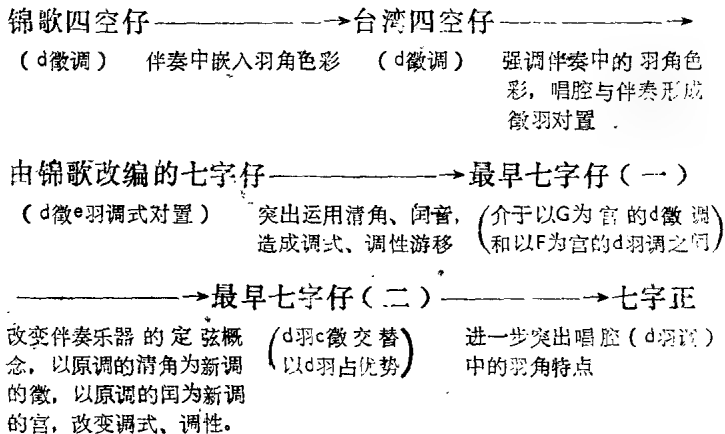 锦歌四空仔————→台湾四空仔————→
（d徵调） 伴奏中嵌入羽角色彩 （d徵调） 强调伴奏中的羽角色
彩，唱腔与伴奏形成
徵羽对置.
由锦歌改编的七字仔————→最早七字仔（一）
（d徵e羽调式对置） 突出运用清角、闰音， （介于以G为宫的d徵调
造成调式、调性游移 和以F为宫的d羽调之间）
————→最早七字仔（二）————→七字正
改变伴奏乐器的定弦概 （d羽c徵交替 进一步突出唱腔（d羽调）
念，以原调的清角为新调 以d羽占优势） 中的羽角特点
的徵，以原调的闰为新调
的宫，改变调式、调性。